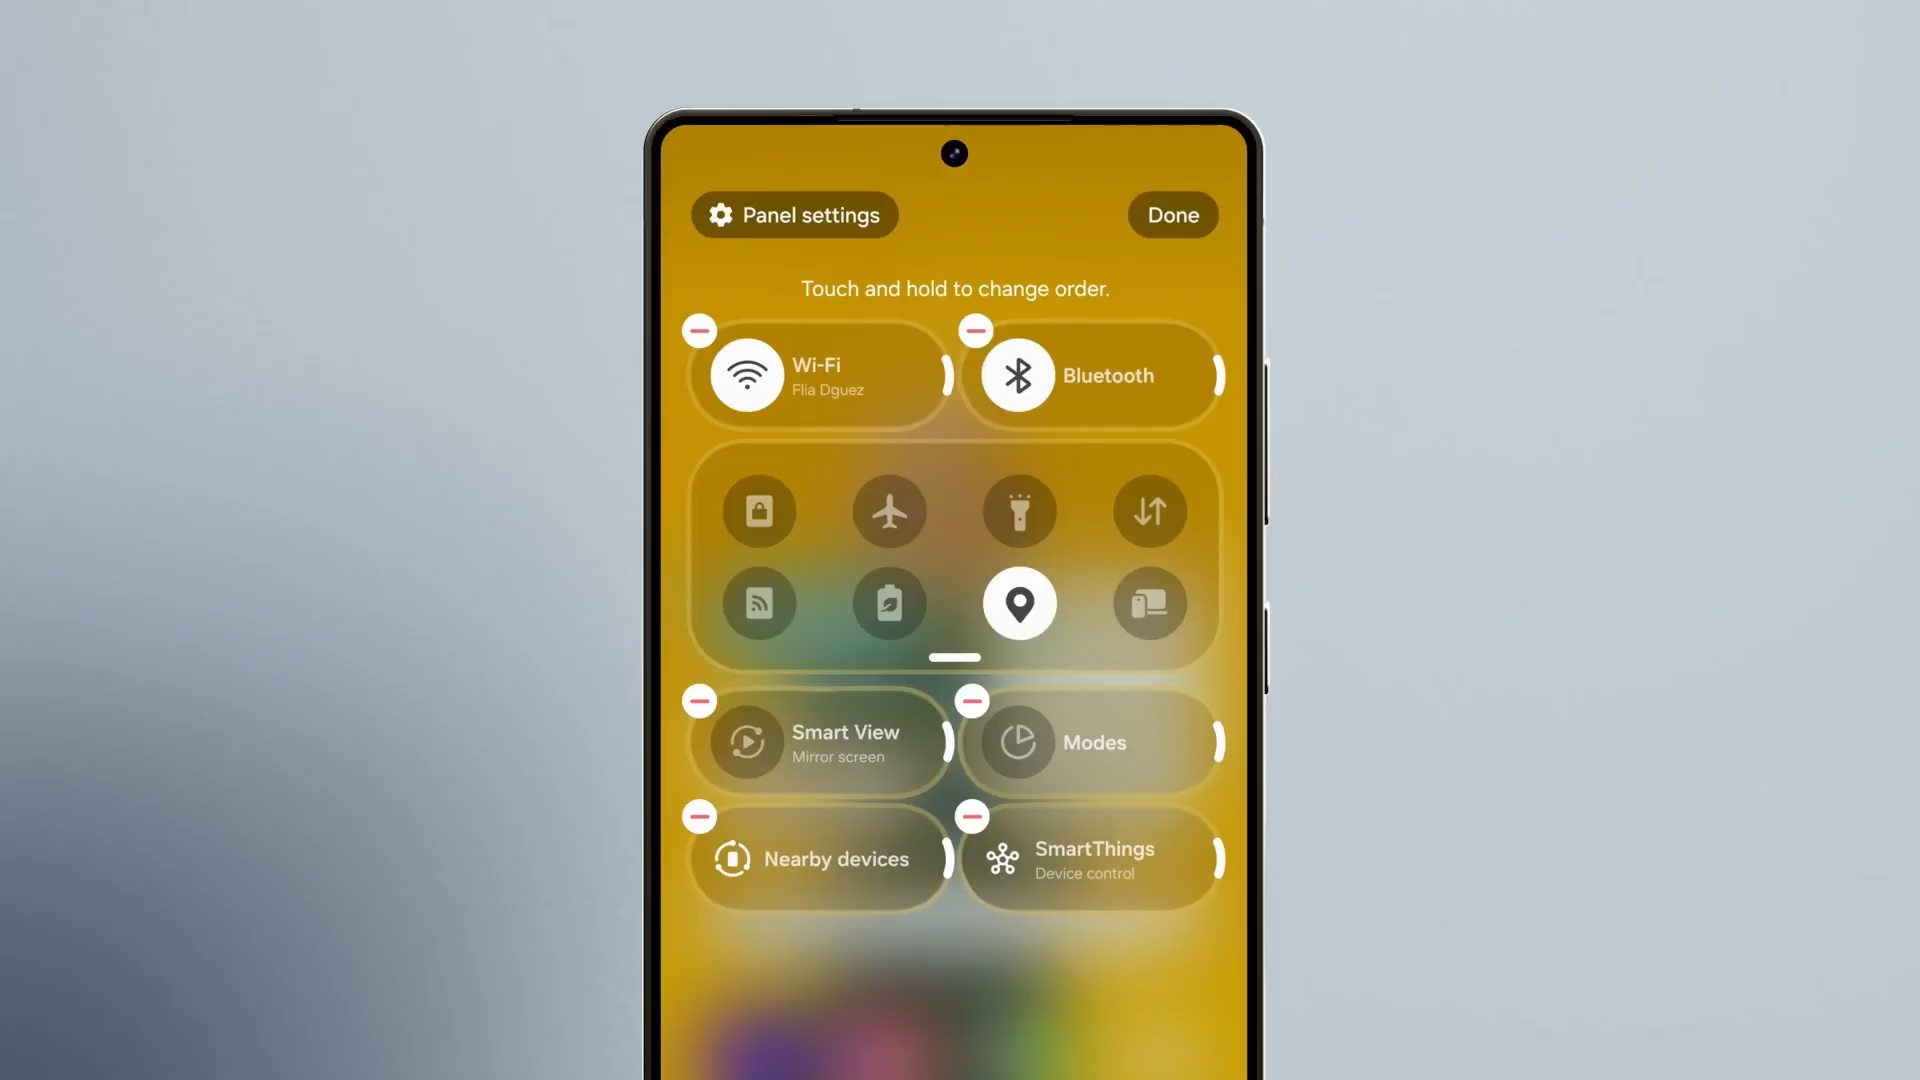 Panel settings
Done
Touch and hold to change order.
Wi-Fi
Flia Dguez
Bluetooth
Smart View
Mirror screen
Modes
Nearby devices
SmartThings
Device control